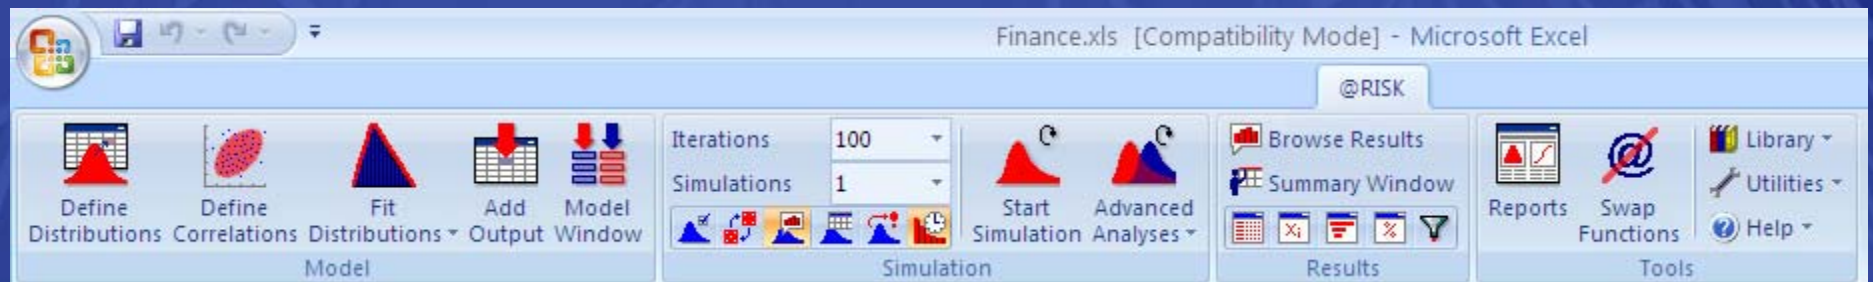 Finance.xls [Compatibility Mode] - Microsoft Excel
@RISK
Define Distributions
Define Correlations
Fit Distributions
Add Output
Model Window
Model
Iterations 100
Simulations 1
Start Simulation
Advanced Analyses
Simulation
Browse Results
Summary Window
Xi
%
Results
Reports
Swap Functions
@
Library
Utilities
? Help
Tools